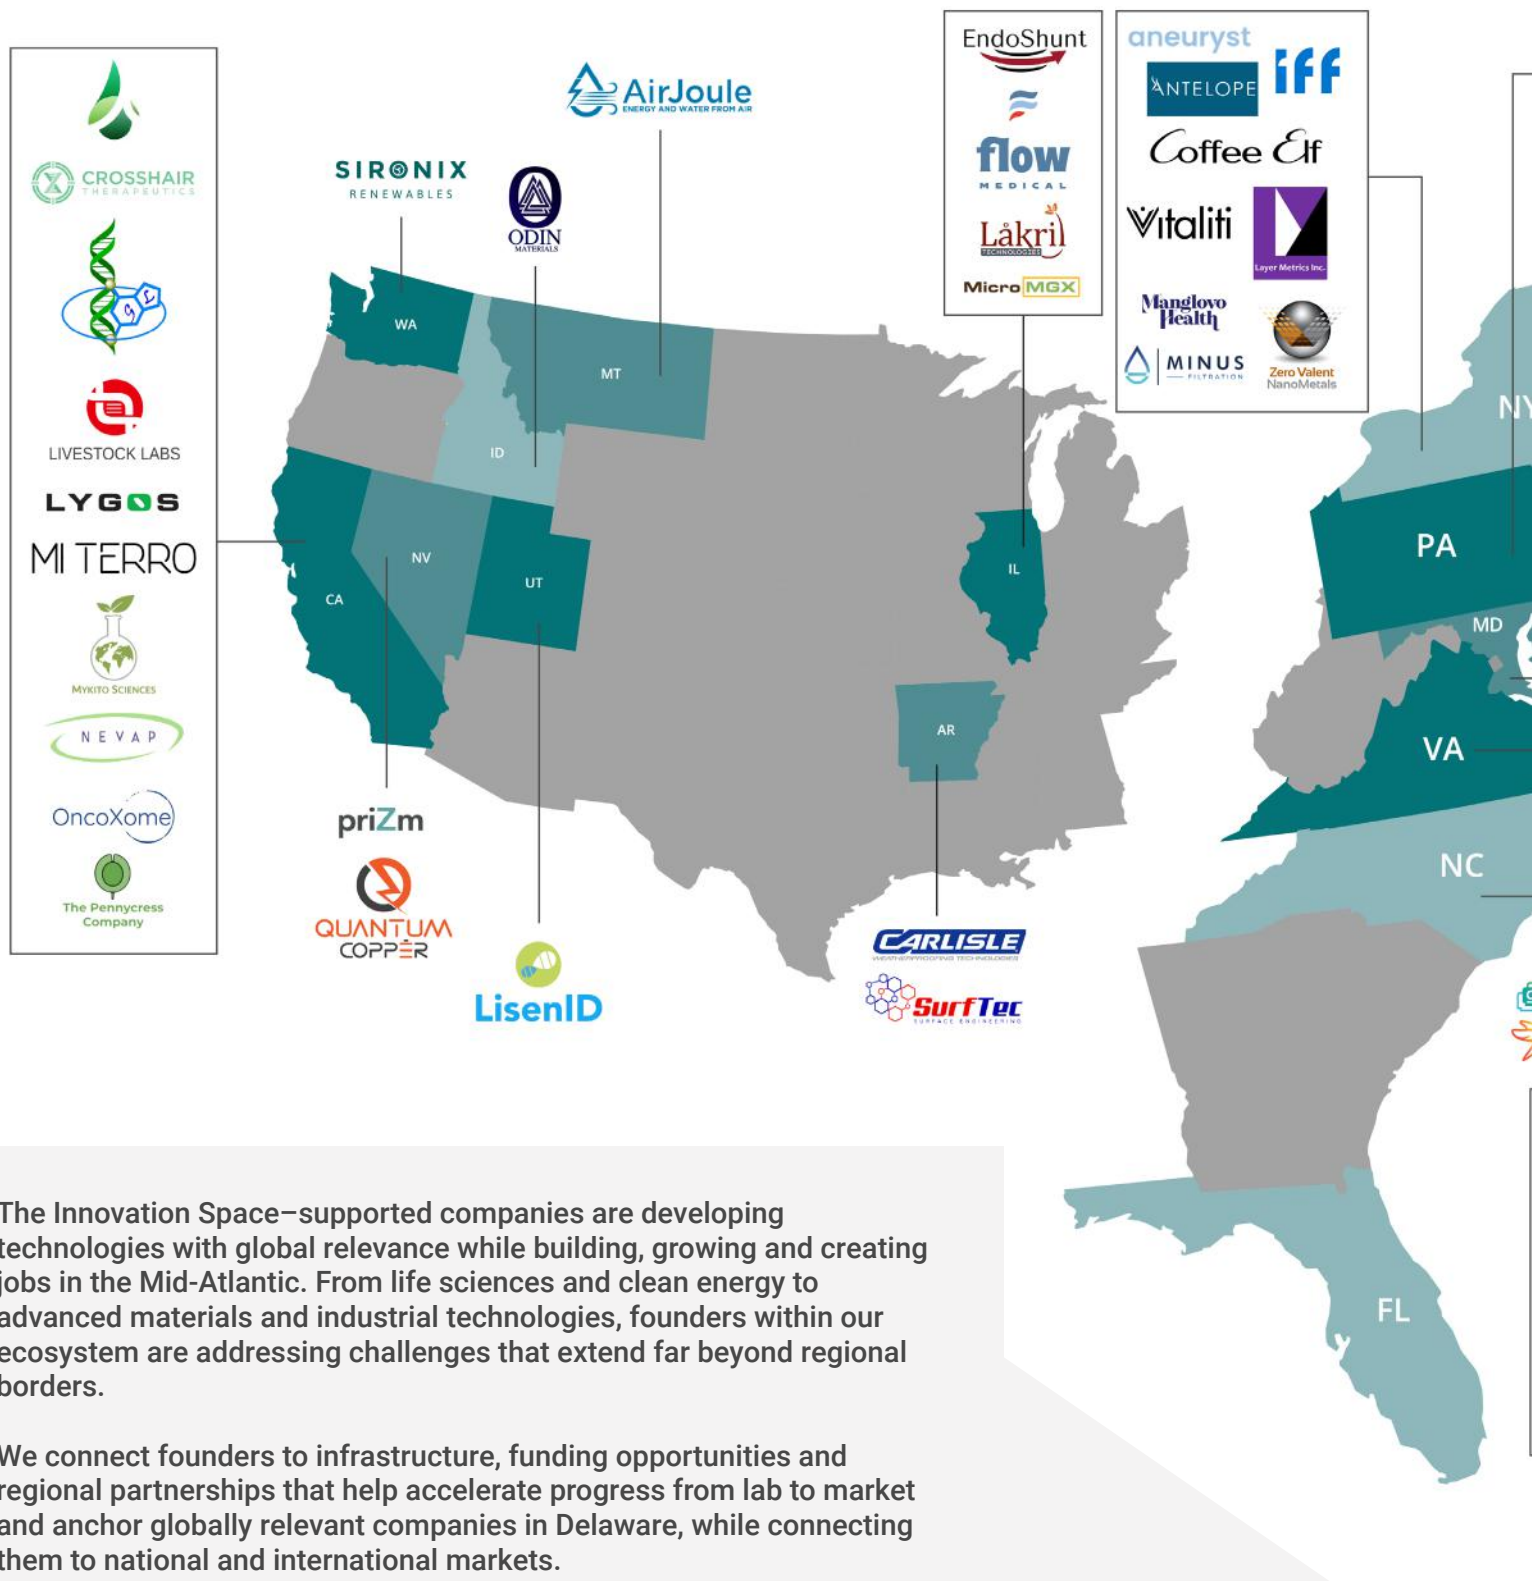 CROSSHAIR
THERAPEUTICS
LIVESTOCK LABS
LYGOS
MI TERRO
MYKITO SCIENCES
NEVAP
OncoXome
The Pennycress
Company
SIRONIX
RENEWABLES
ODIN
MATERIALS
AirJoule
ENERGY AND WATER FROM AIR
EndoShunt
flow
MEDICAL
Låkril
TECHNOLOGIES
MicroMGX
aneuryst
ANTELOPE
iff
Coffee Elf
Vitaliti
Layer Metrics Inc.
Manglovo
Health
MINUS
FILTRATION
Zero Valent
NanoMetals
WA
MT
ID
NV
UT
CA
IL
AR
NY
PA
MD
VA
NC
FL
priZm
QUANTUM
COPPER
LisenID
CARLISLE
WEATHERPROOFING TECHNOLOGIES
SurfTec
SURFACE ENGINEERING
The Innovation Space–supported companies are developing
technologies with global relevance while building, growing and creating
jobs in the Mid-Atlantic. From life sciences and clean energy to
advanced materials and industrial technologies, founders within our
ecosystem are addressing challenges that extend far beyond regional
borders.
We connect founders to infrastructure, funding opportunities and
regional partnerships that help accelerate progress from lab to market
and anchor globally relevant companies in Delaware, while connecting
them to national and international markets.